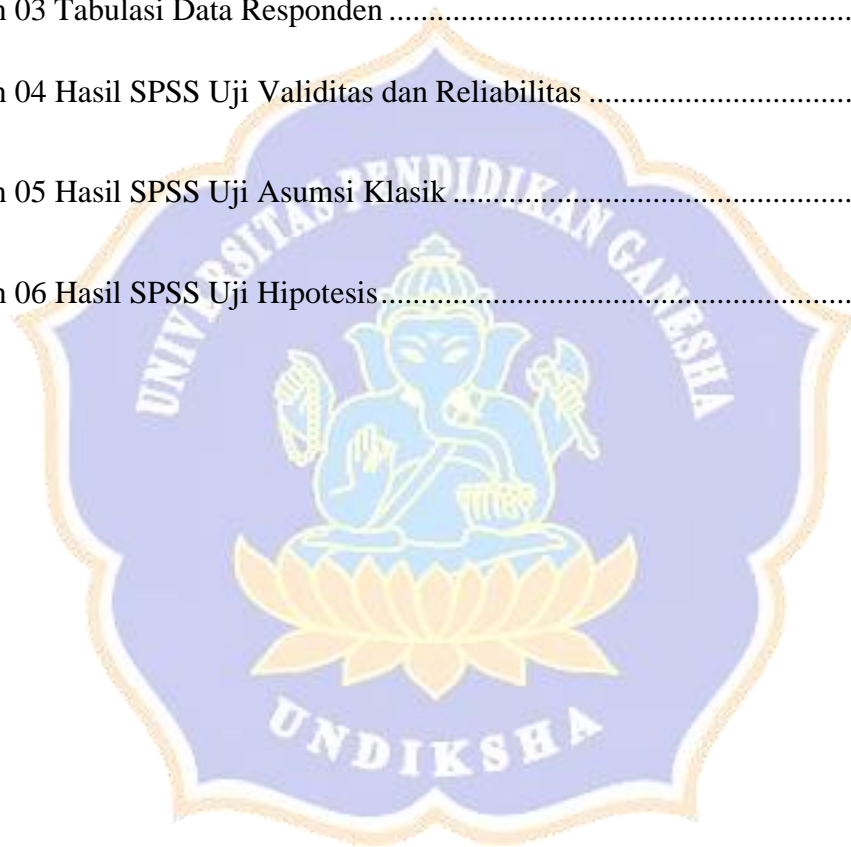 n 03 Tabulasi Data Responden ....................................................
n 04 Hasil SPSS Uji Validitas dan Reliabilitas .............................
n 05 Hasil SPSS Uji Asumsi Klasik ..............................................
n 06 Hasil SPSS Uji Hipotesis.......................................................
UNIVERSITAS PENDIDIKAN GANESHA
UNDIKSHA